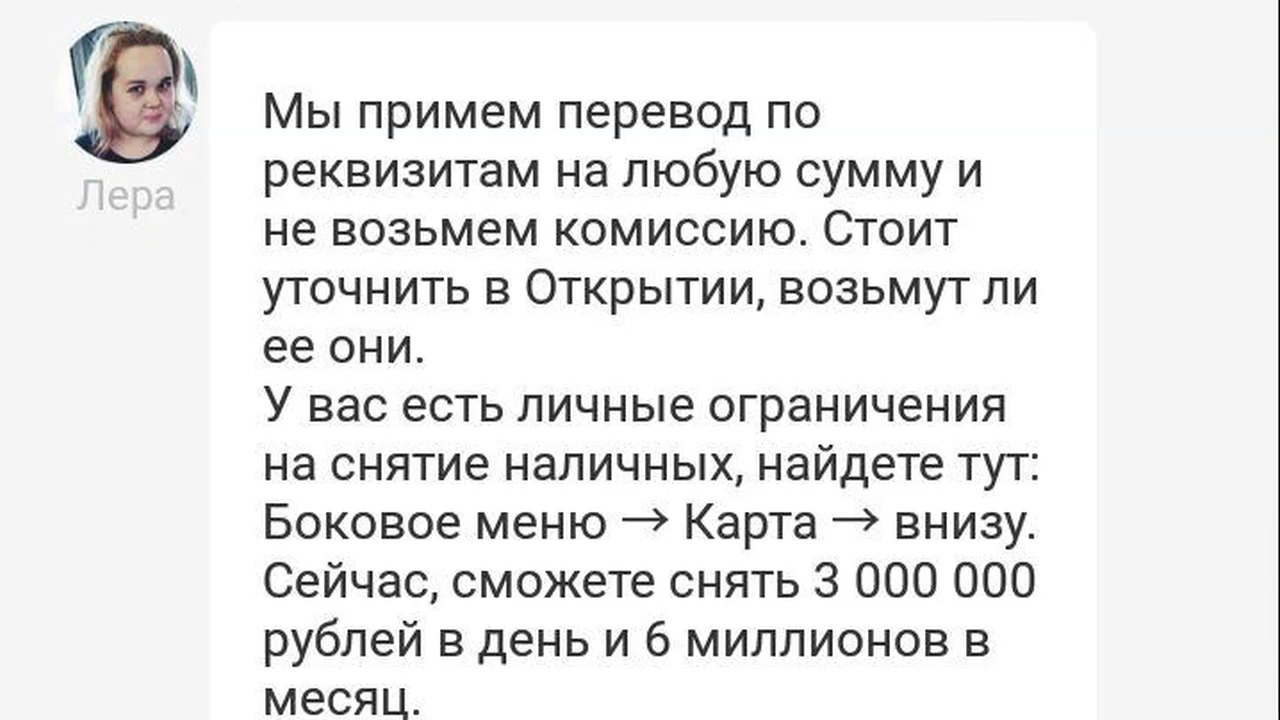 Лера
Мы примем перевод по
реквизитам на любую сумму и
не возьмем комиссию. Стоит
уточнить в Открытии, возьмут ли
ее они.
У вас есть личные ограничения
на снятие наличных, найдете тут:
Боковое меню → Карта → внизу.
Сейчас, сможете снять 3 000 000
рублей в день и 6 миллионов в
месяц.